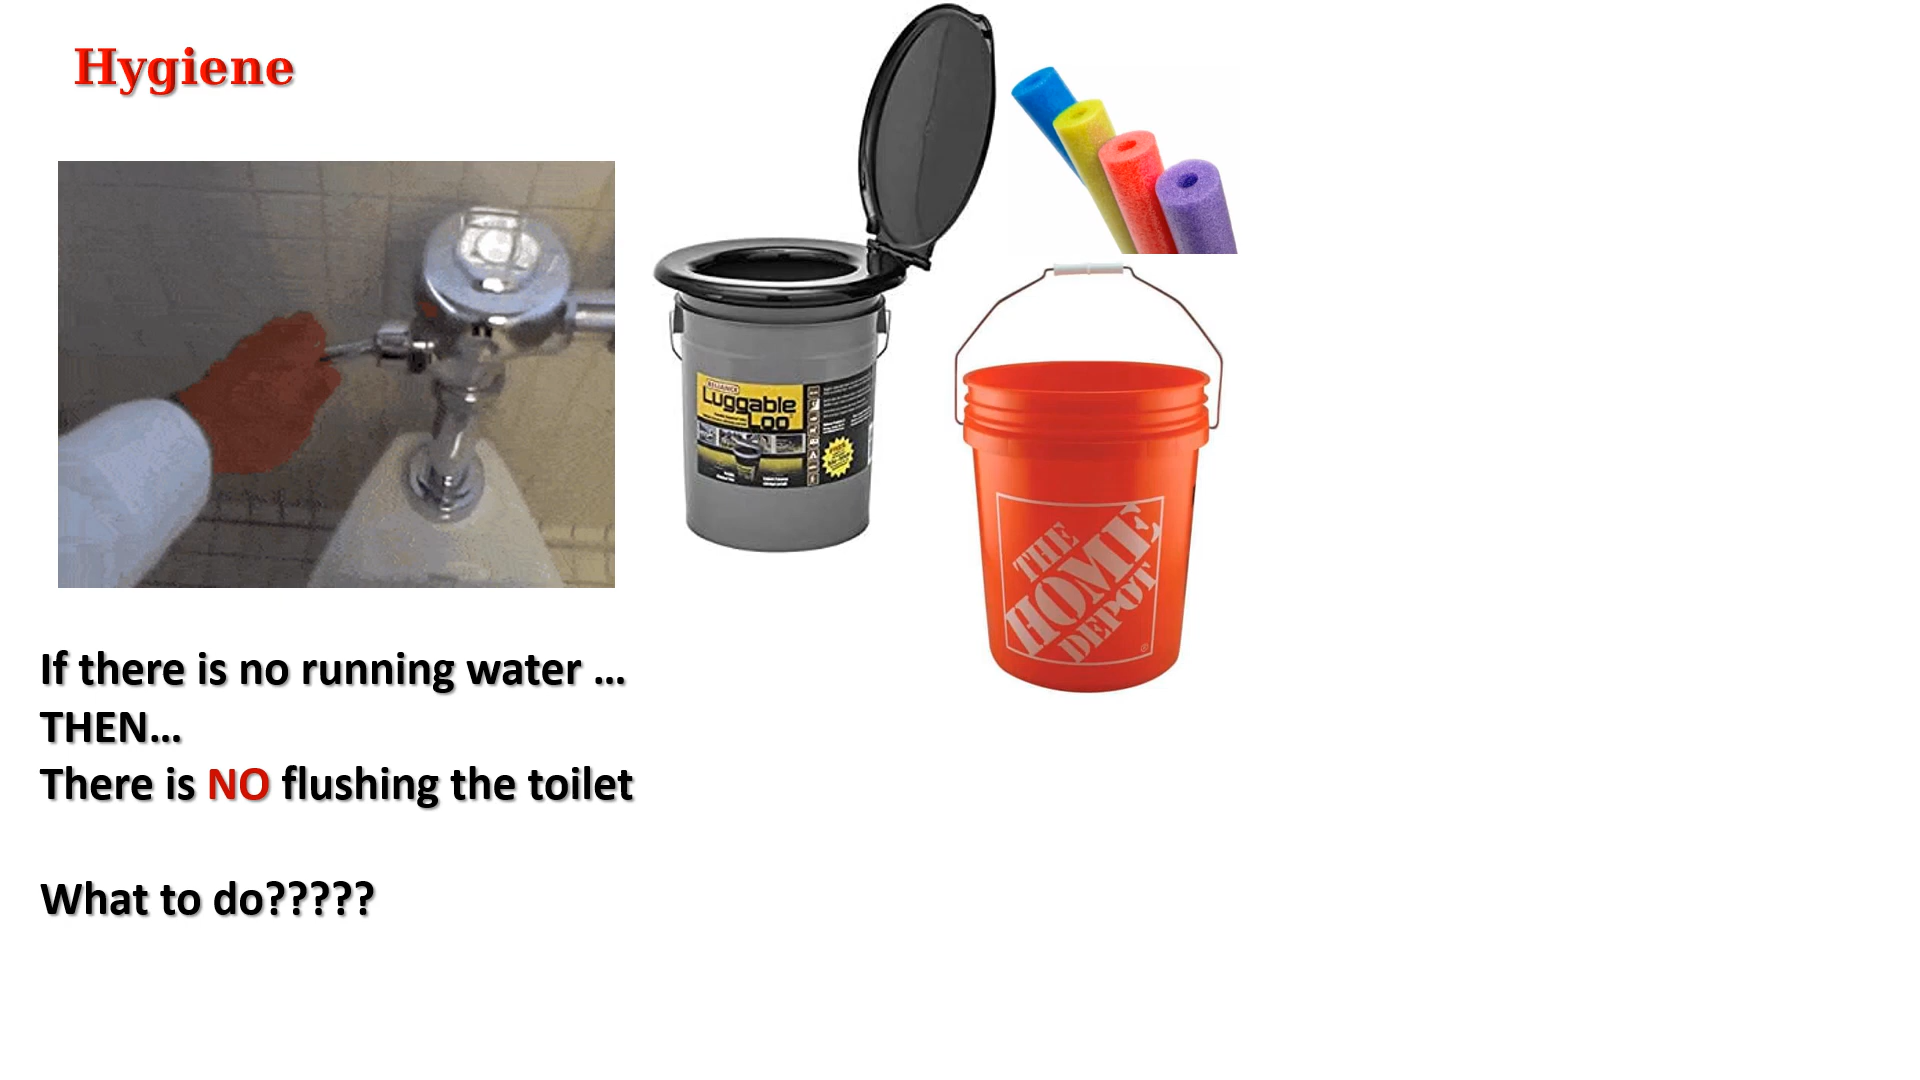 Hygiene
RELIANCE
Luggable
Loo
THE
HOME
DEPOT
If there is no running water ...
THEN...
There is NO flushing the toilet
What to do?????